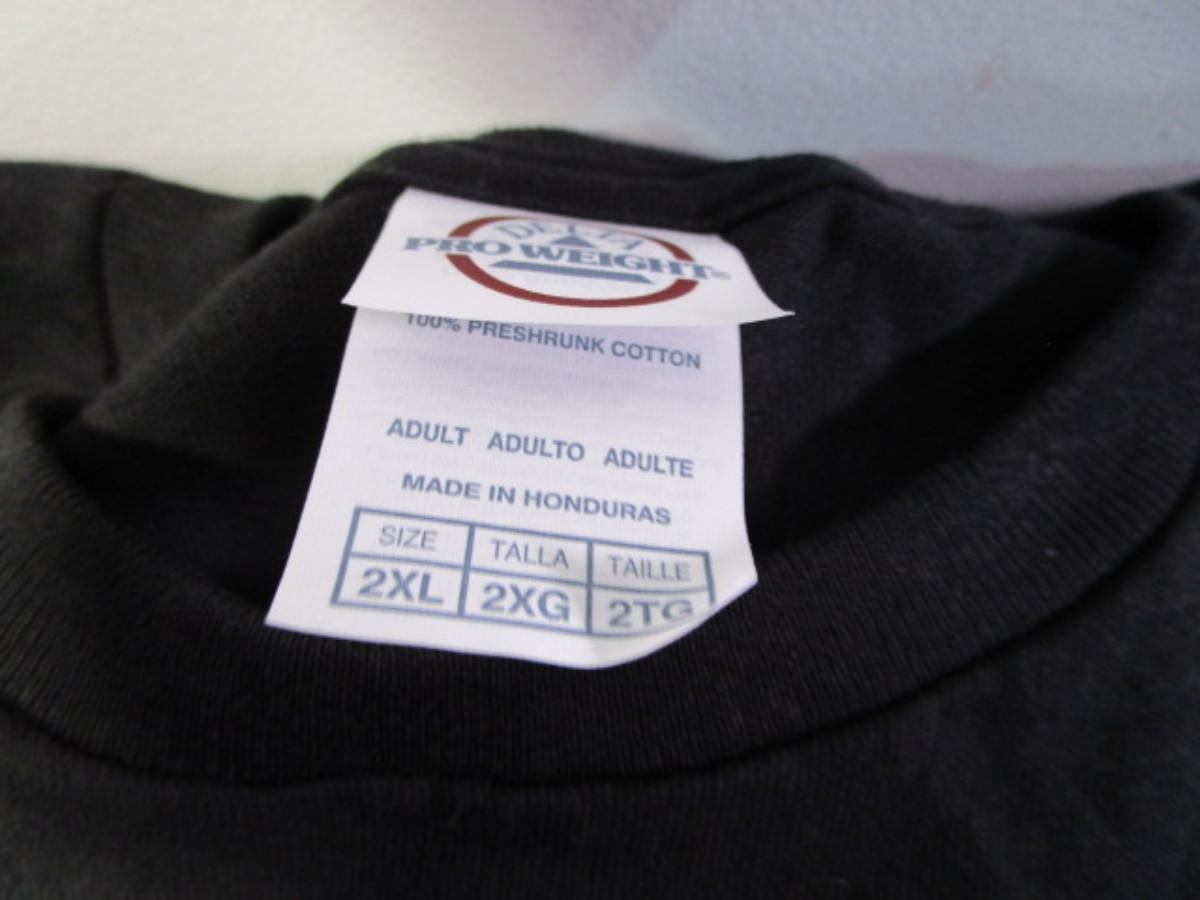 DELTA
PRO WEIGHT®
100% PRESHRUNK COTTON
ADULT ADULTO ADULTE
MADE IN HONDURAS
SIZE TALLA TAILLE
2XL 2XG 2TG